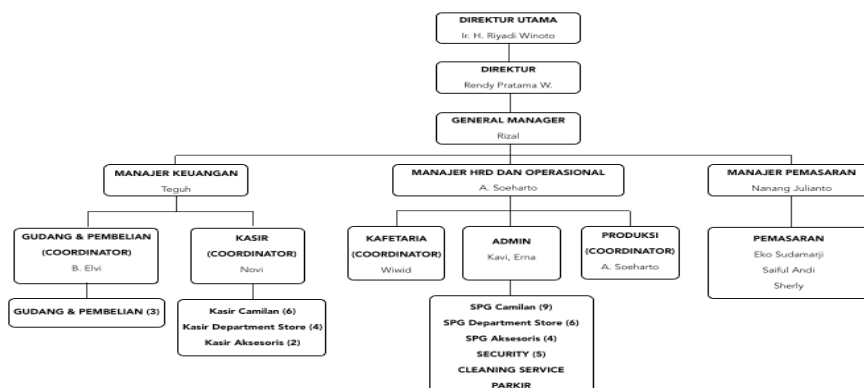 DIREKTUR UTAMA
Ir. H. Riyadi Winoto
DIREKTUR
Rendy Pratama W.
GENERAL MANAGER
Rizal
MANAJER KEUANGAN
Teguh
MANAJER HRD DAN OPERASIONAL
A. Soeharto
MANAJER PEMASARAN
Nanang Julianto
GUDANG & PEMBELIAN
(COORDINATOR)
B. Elvi
KASIR
(COORDINATOR)
Novi
KAFETARIA
(COORDINATOR)
Wiwid
ADMIN
Kavi, Erna
PRODUKSI
(COORDINATOR)
A. Soeharto
PEMASARAN
Eko Sudamarji
Saiful Andi
Sherly
GUDANG & PEMBELIAN (3)
Kasir Camilan (6)
Kasir Department Store (4)
Kasir Aksesoris (2)
SPG Camilan (9)
SPG Department Store (6)
SPG Aksesoris (4)
SECURITY (5)
CLEANING SERVICE
PARKIR